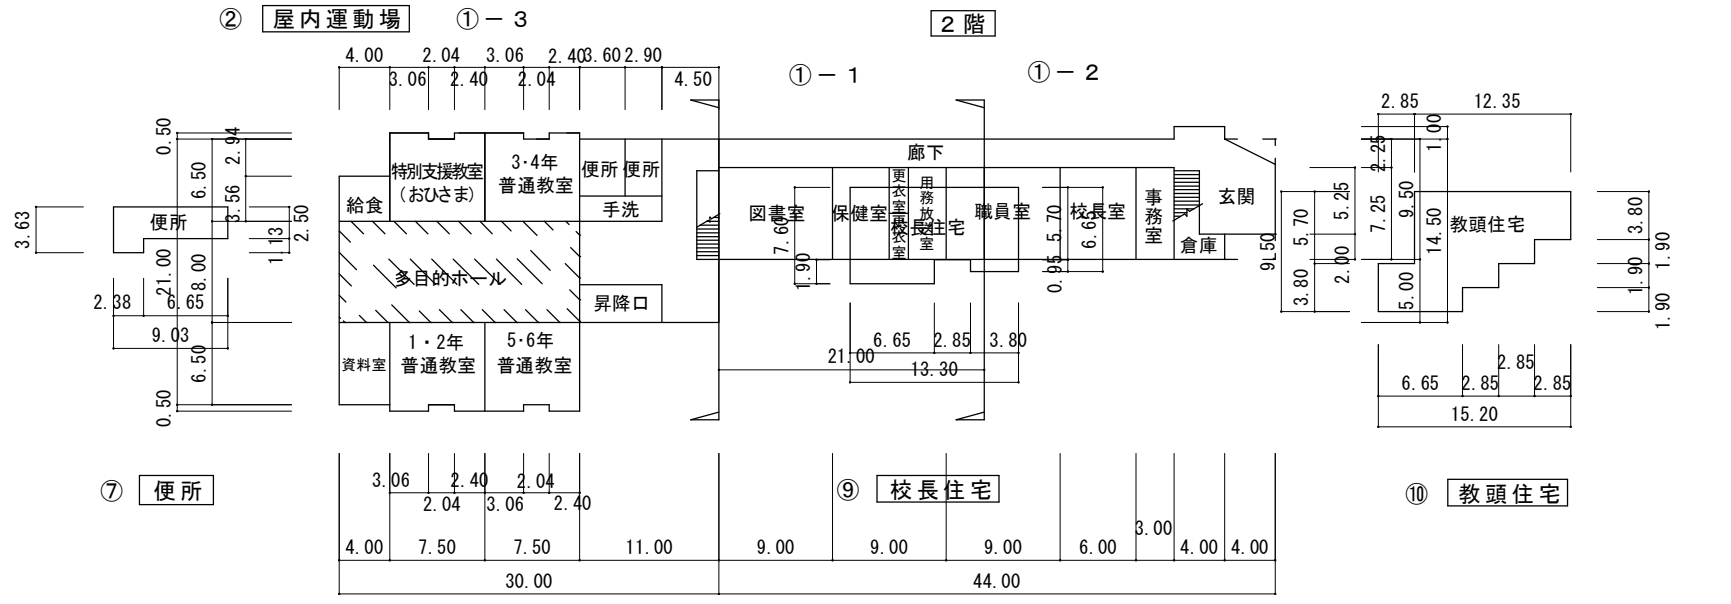 ② 屋内運動場 ①－3 2階
4.00 2.04 3.06 2.40 3.60 2.90
3.06 2.40 2.04 4.50
①－1 ①－2
2.85 12.35
0.50 6.50 2.94 3.56
特別支援教室
(おひさま)
3・4年
普通教室
便所 便所
手洗
給食
廊下
図書室
保健室
更衣室
更衣室
用務放送室
校長住宅
職員室
校長室
事務室
玄関
倉庫
便所
3.63
2.50
1.13
21.00 8.00
2.38 6.65
9.03
6.50
0.50
多目的ホール
昇降口
資料室
1・2年
普通教室
5・6年
普通教室
7.60
1.90
5.70
6.65
0.95
6.65 2.85 3.80
13.30
21.00
5.25
5.70
2.00
3.80
2.25
7.25
1.00
9.50
14.50
5.00
教頭住宅
3.80
1.90
1.90
1.90
6.65 2.85 2.85 2.85
15.20
⑦ 便所
⑨ 校長住宅
⑩ 教頭住宅
3.06 2.40 2.04
2.04 3.06 2.40
3.00
4.00 7.50 7.50 11.00 9.00 9.00 9.00 6.00 4.00 4.00
30.00 44.00